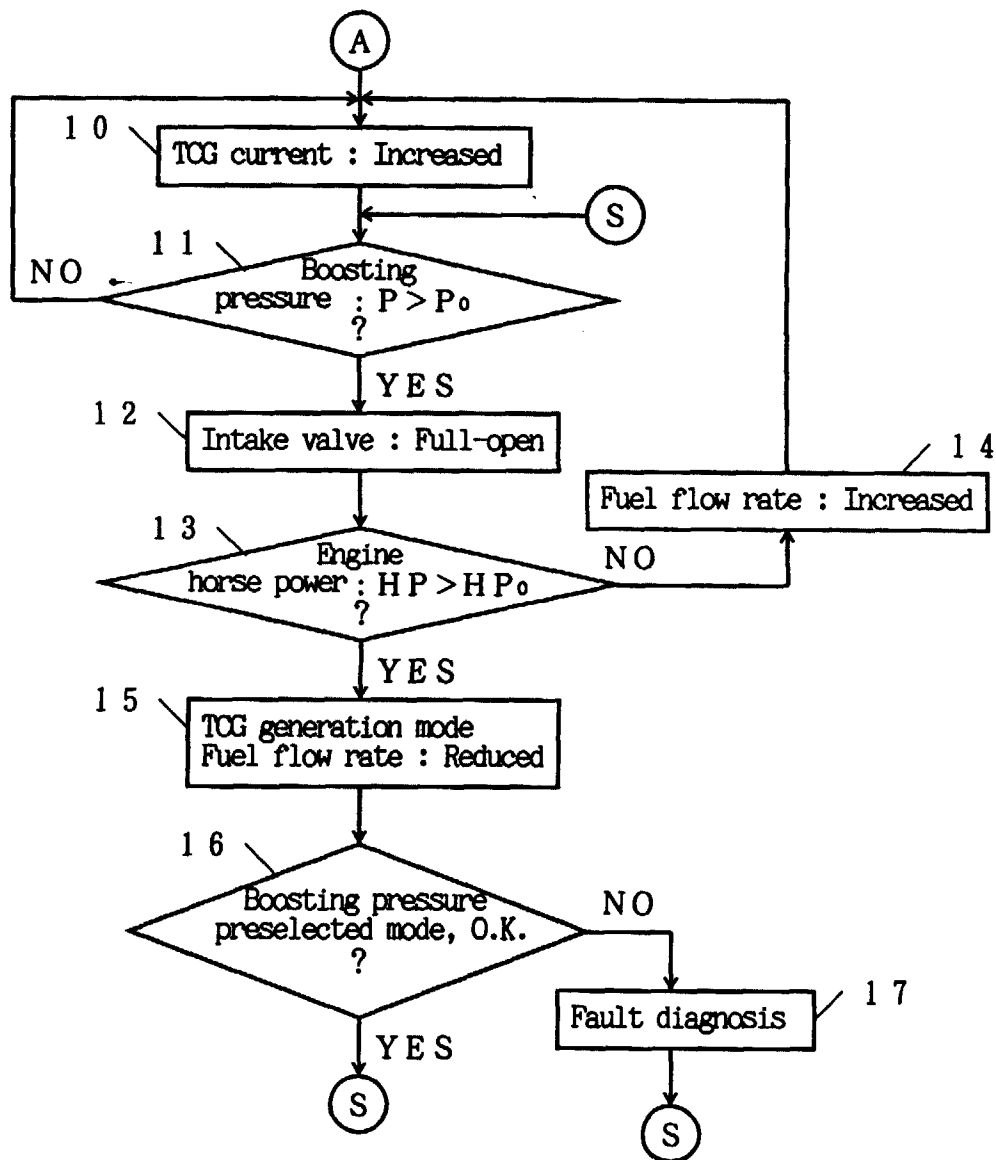 A
10
TCG current : Increased
S
11
NO
Boosting
pressure : P > P₀
?
YES
12
Intake valve : Full-open
14
Fuel flow rate : Increased
13
Engine
horse power : HP > HP₀
?
NO
YES
15
TCG generation mode
Fuel flow rate : Reduced
16
Boosting pressure
preselected mode, O.K.
?
NO
17
Fault diagnosis
YES
S
S